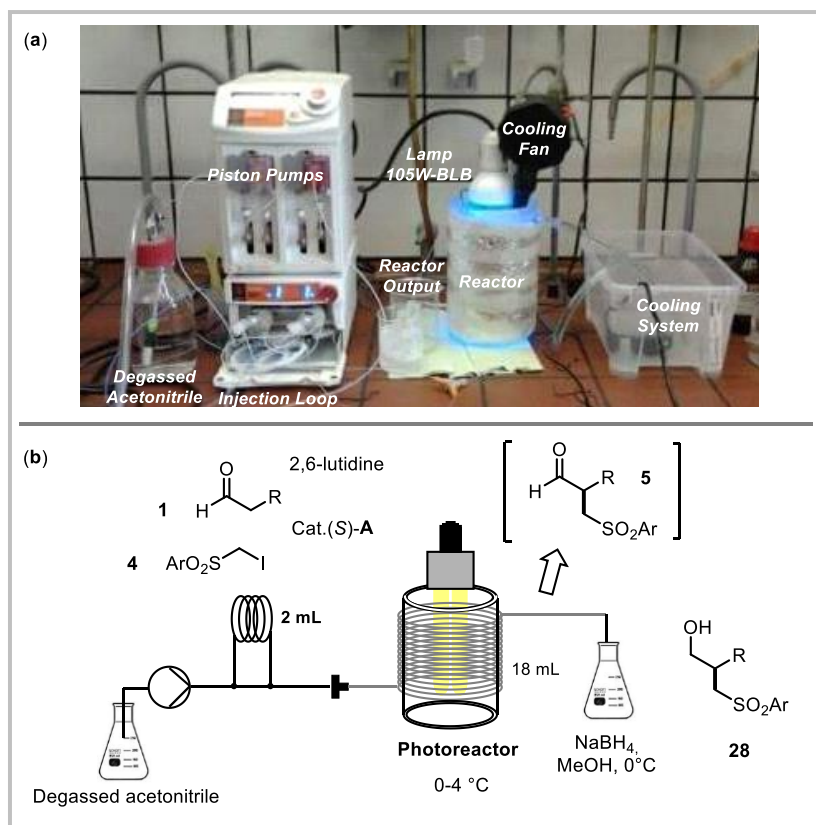 (a)
Cooling
Fan
Lamp
105W-BLB
Piston Pumps
Reactor
Output
Reactor
Cooling
System
Degassed
Acetonitrile
Injection Loop
(b)
O
2,6-lutidine
1
H
R
Cat.(S)-A
4
ArO₂S
I
O
H
R
5
SO₂Ar
2 mL
18 mL
OH
R
SO₂Ar
Photoreactor
NaBH₄,
MeOH, 0°C
28
0-4 °C
Degassed acetonitrile